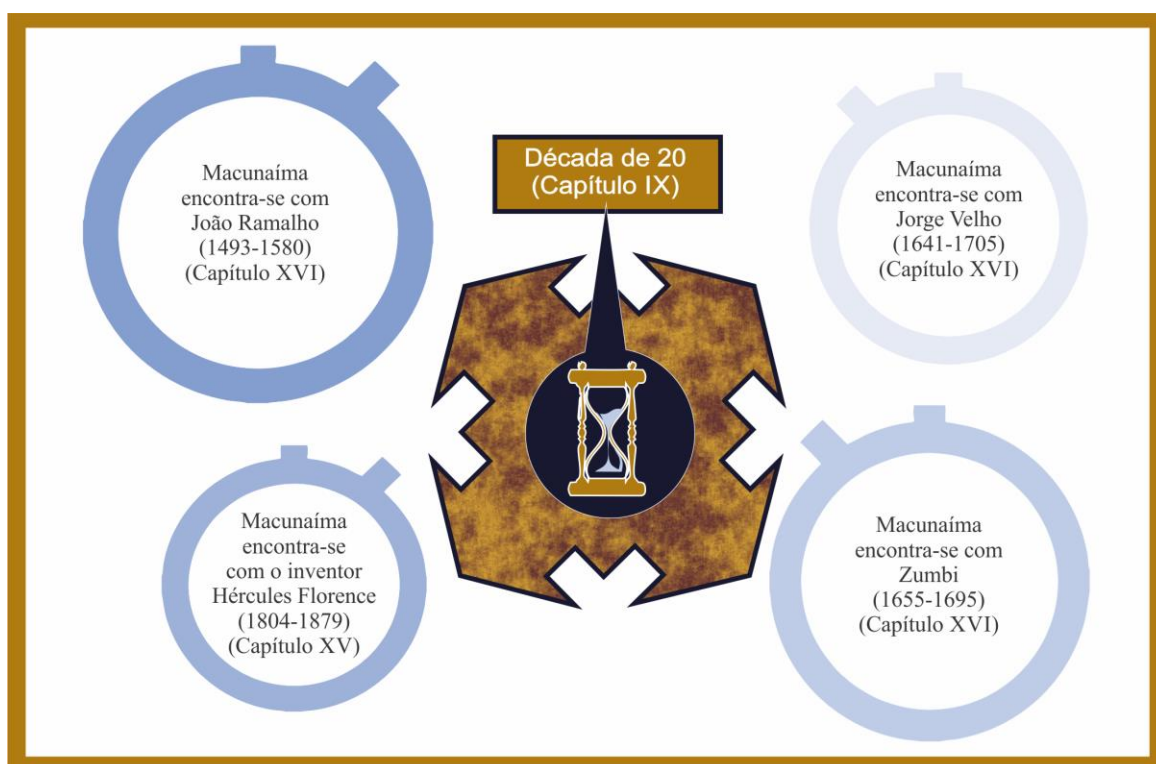 Macunaíma
encontra-se com
João Ramalho
(1493-1580)
(Capítulo XVI)
Década de 20
(Capítulo IX)
Macunaíma
encontra-se com
Jorge Velho
(1641-1705)
(Capítulo XVI)
Macunaíma
encontra-se
com o inventor
Hércules Florence
(1804-1879)
(Capítulo XV)
Macunaíma
encontra-se com
Zumbi
(1655-1695)
(Capítulo XVI)